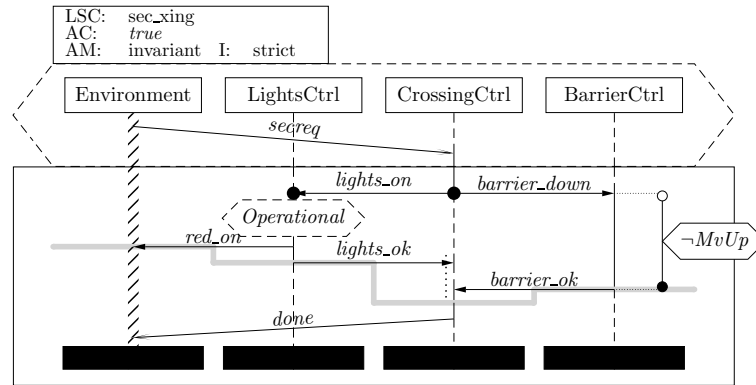 LSC: sec_xing
AC: true
AM: invariant I: strict
Environment LightsCtrl CrossingCtrl BarrierCtrl
secreq
lights_on barrier_down
Operational
¬MvUp
red_on lights_ok
barrier_ok
done